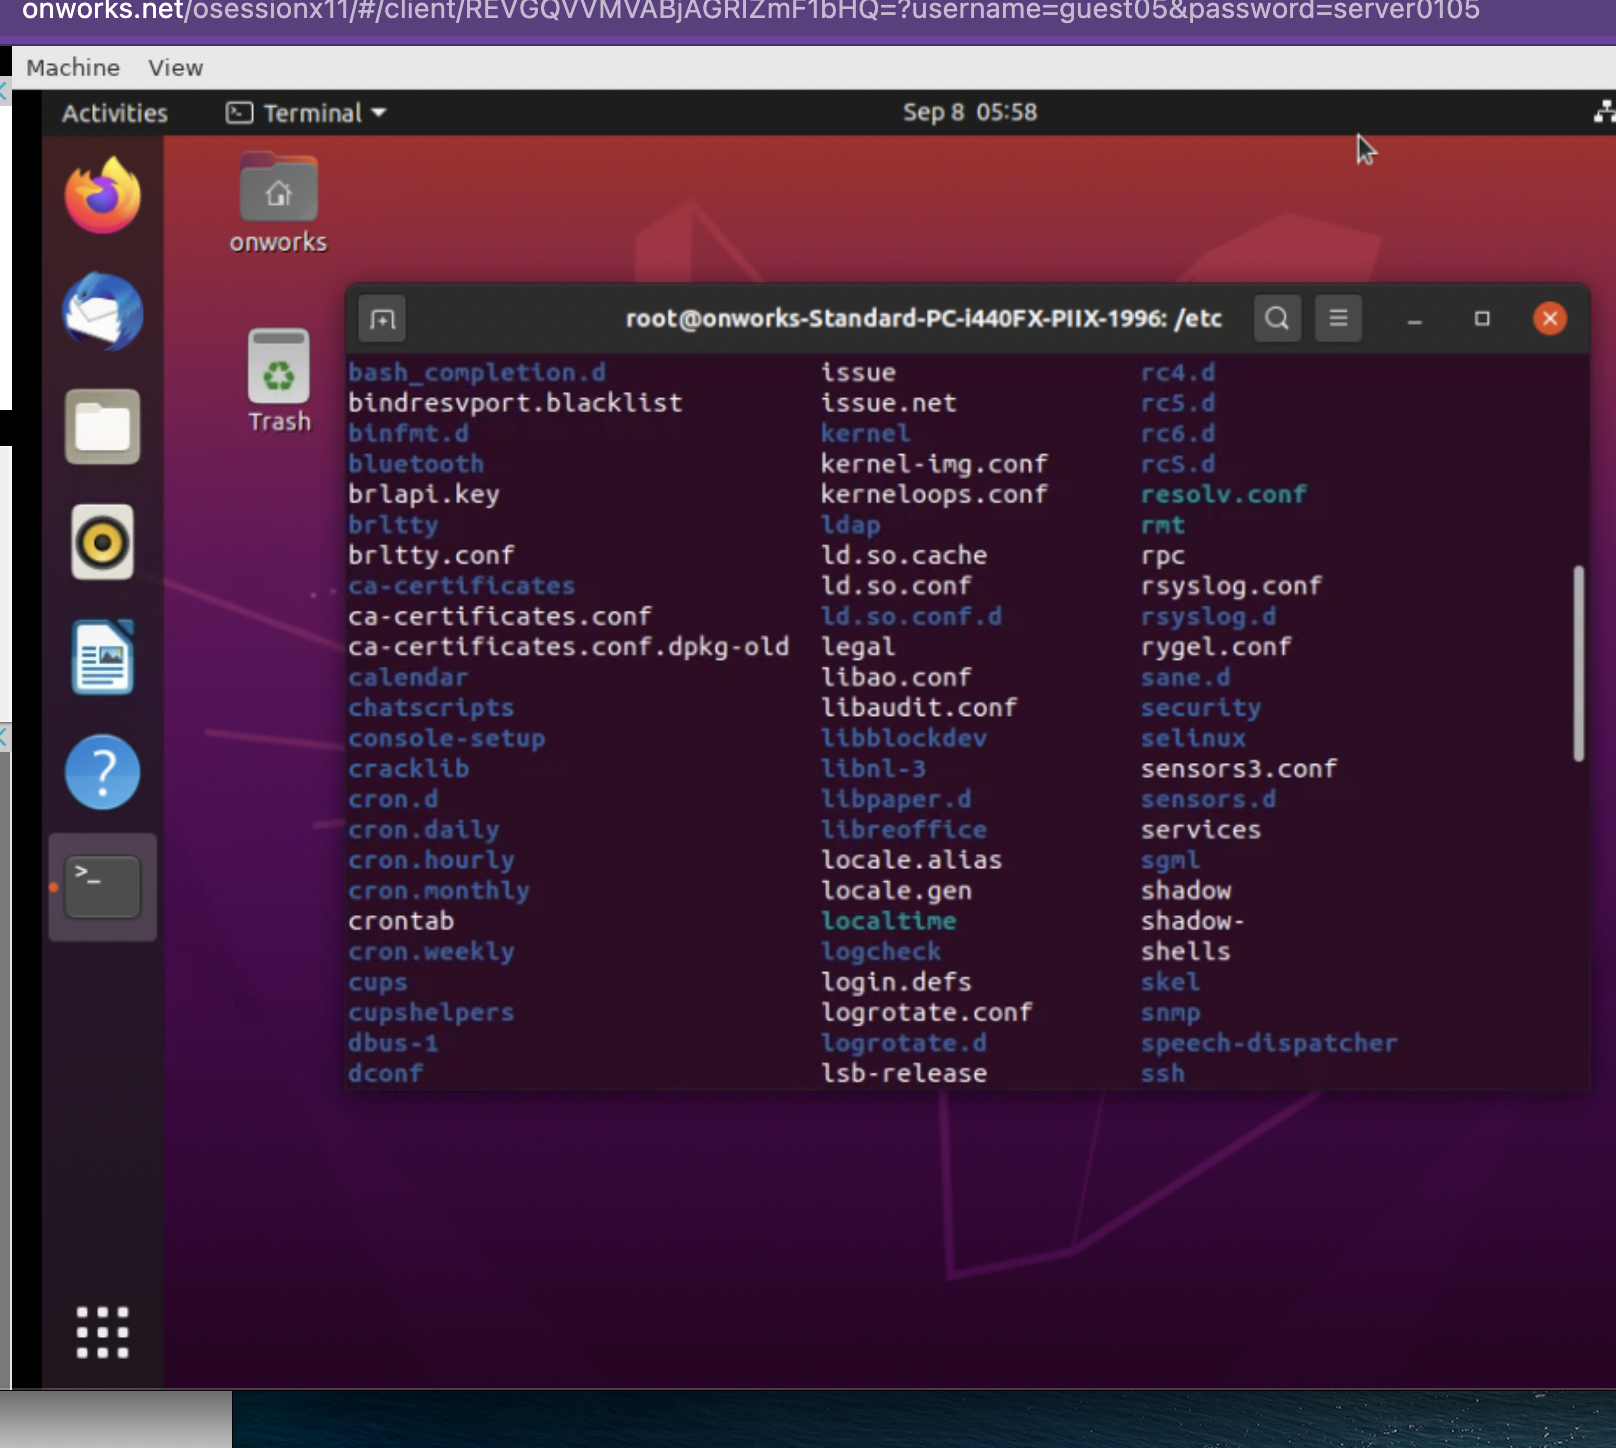 onworks.net/osessionx11/#/client/REVGQVVMVABjAGRIZmF1bHQ=?username=guest05&password=server0105
Machine View
Activities Terminal Sep 8 05:58
onworks
Trash
root@onworks-Standard-PC-i440FX-PIIX-1996: /etc
bash_completion.d issue rc4.d
bindresvport.blacklist issue.net rc5.d
binfmt.d kernel rc6.d
bluetooth kernel-img.conf rcS.d
brlapi.key kerneloops.conf resolv.conf
brltty ldap rmt
brltty.conf ld.so.cache rpc
ca-certificates ld.so.conf rsyslog.conf
ca-certificates.conf ld.so.conf.d rsyslog.d
ca-certificates.conf.dpkg-old legal rygel.conf
calendar libao.conf sane.d
chatscripts libaudit.conf security
console-setup libblockdev selinux
cracklib libnl-3 sensors3.conf
cron.d libpaper.d sensors.d
cron.daily libreoffice services
cron.hourly locale.alias sgml
cron.monthly locale.gen shadow
crontab localtime shadow-
cron.weekly logcheck shells
cups login.defs skel
cupshelpers logrotate.conf snmp
dbus-1 logrotate.d speech-dispatcher
dconf lsb-release ssh